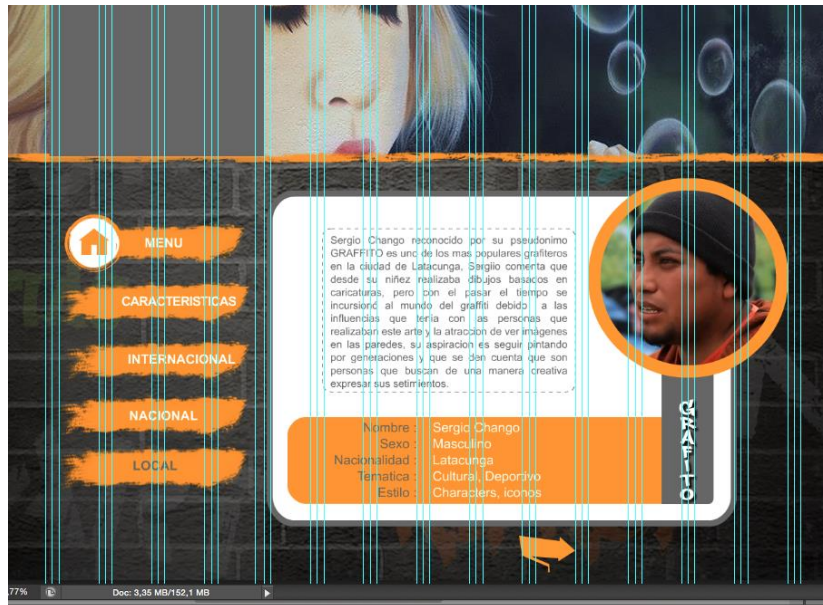 MENU
CARACTERISTICAS
INTERNACIONAL
NACIONAL
LOCAL
Sergio Chango reconocido por su pseudonimo
GRAFFITO es uno de los mas populares grafiteros
en la ciudad de Latacunga, Sergiio comenta que
desde su niñez realizaba dibujos basados en
caricaturas, pero con el pasar el tiempo se
incursionó al mundo del graffiti debido a las
influencias que tenia con as personas que
realizaban este arte y la atraccion de ver imágenes
en las paredes, su aspiracion es seguir pintando
por generaciones y que se den cuenta que son
personas que buscan de una manera creativa
expresar sus setimientos.
Nombre : Sergio Chango
Sexo : Masculino
Nacionalidad : Latacunga
Tematica : Cultural, Deportivo
Estilo : Characters, iconos
GRAFITO
,77% Doc: 3,35 MB/152,1 MB